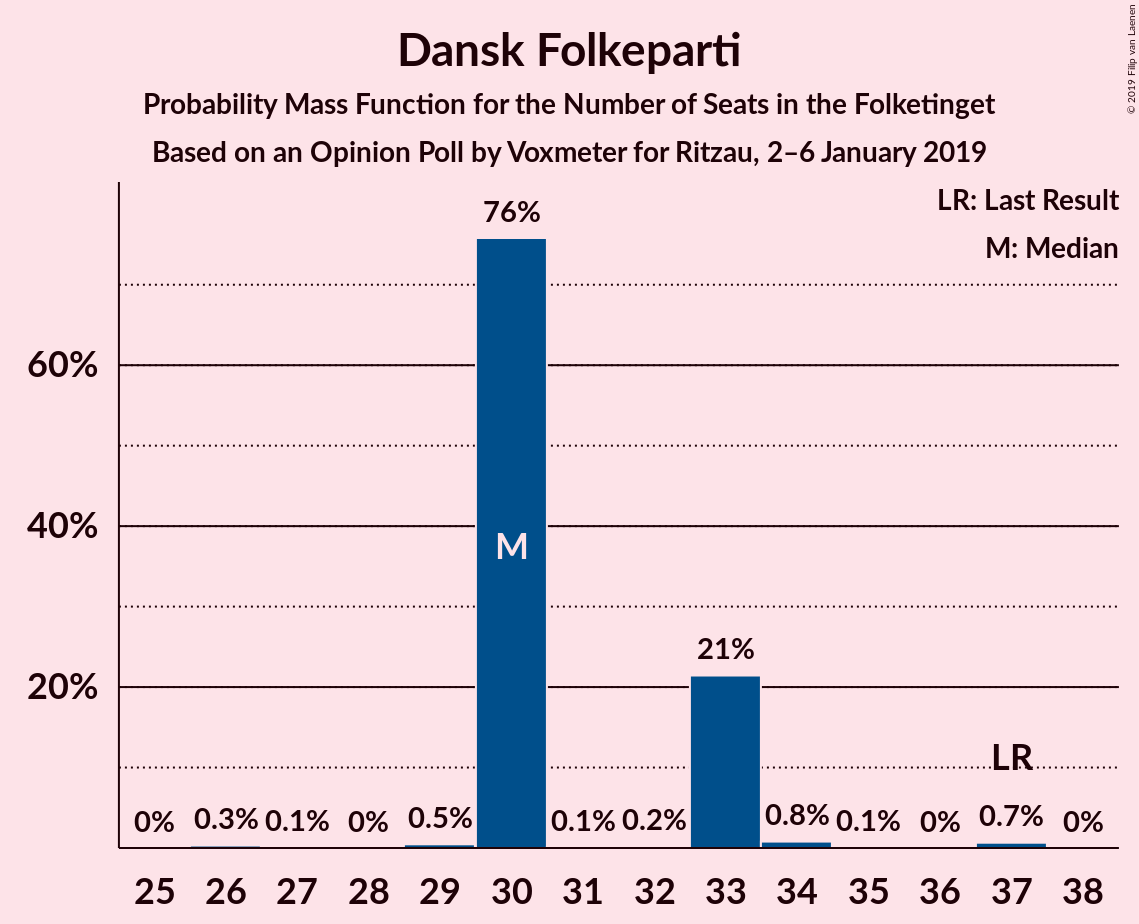 Dansk Folkeparti
Probability Mass Function for the Number of Seats in the Folketinget
Based on an Opinion Poll by Voxmeter for Ritzau, 2–6 January 2019
© 2019 Filip van Laenen
LR: Last Result
M: Median
76%
60%
40%
M
21%
20%
LR
0% 0.3% 0.1% 0% 0.5% 0.1% 0.2% 0.8% 0.1% 0% 0.7% 0%
25 26 27 28 29 30 31 32 33 34 35 36 37 38